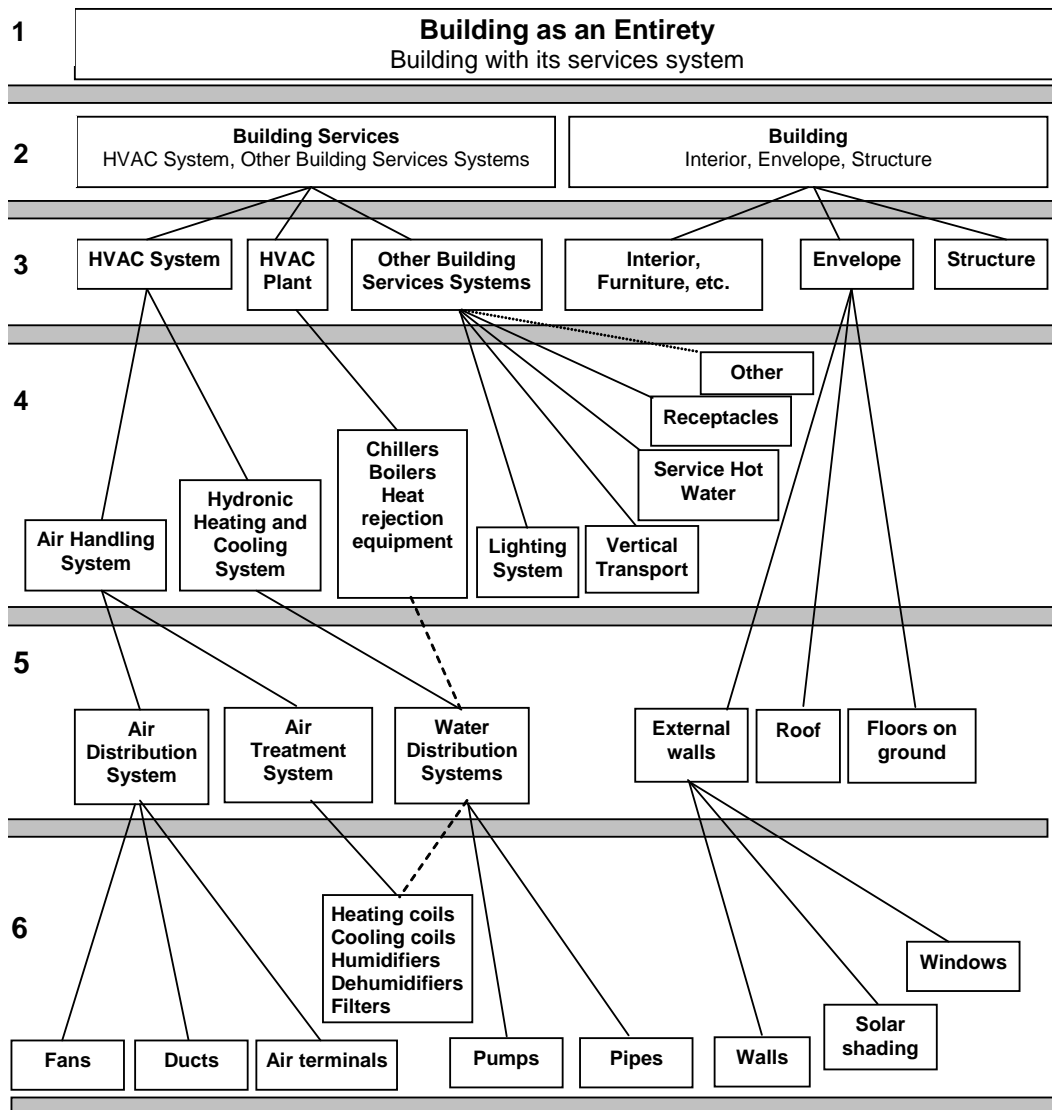 1
Building as an Entirety
Building with its services system
2
Building Services
HVAC System, Other Building Services Systems
Building
Interior, Envelope, Structure
3
HVAC System
HVAC
Plant
Other Building
Services Systems
Interior,
Furniture, etc.
Envelope
Structure
4
Other
Receptacles
Service Hot
Water
Chillers
Boilers
Heat
rejection
equipment
Hydronic
Heating and
Cooling
System
Air Handling
System
Lighting
System
Vertical
Transport
5
Air
Distribution
System
Air
Treatment
System
Water
Distribution
Systems
External
walls
Roof
Floors on
ground
6
Heating coils
Cooling coils
Humidifiers
Dehumidifiers
Filters
Windows
Solar
shading
Fans
Ducts
Air terminals
Pumps
Pipes
Walls